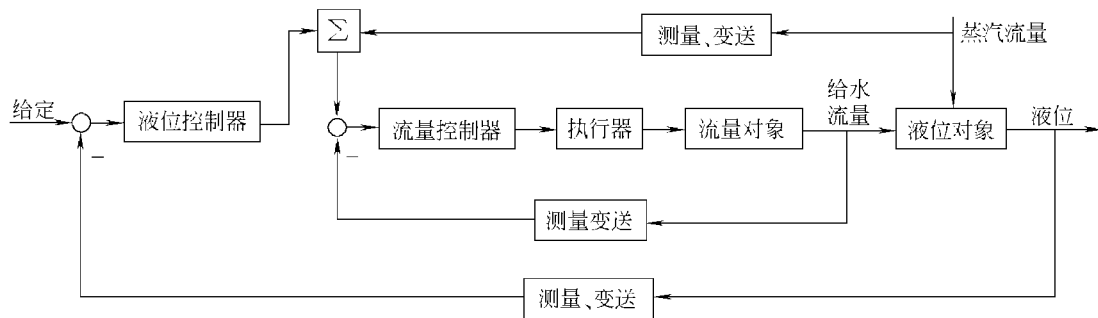 Σ
测量、变送
蒸汽流量
给定
液位控制器
流量控制器
执行器
流量对象
给水
流量
液位对象
液位
−
−
测量变送
测量、变送